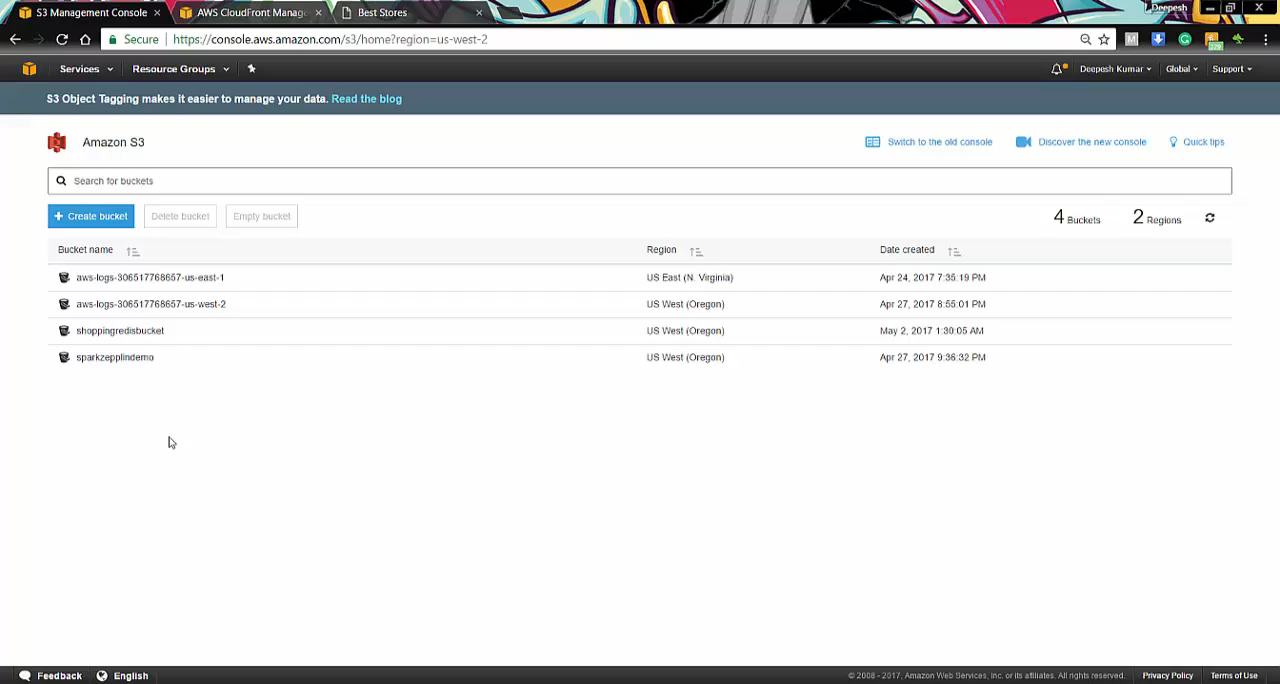 S3 Management Console
AWS CloudFront Manag
Best Stores
Deepesh
Secure
https://console.aws.amazon.com/s3/home?region=us-west-2
Services
Resource Groups
Deepesh Kumar
Global
Support
S3 Object Tagging makes it easier to manage your data. Read the blog
Amazon S3
Switch to the old console
Discover the new console
Quick tips
Search for buckets
+ Create bucket
Delete bucket
Empty bucket
4 Buckets
2 Regions
Bucket name
Region
Date created
aws-logs-306517768657-us-east-1
US East (N. Virginia)
Apr 24, 2017 7:35:19 PM
aws-logs-306517768657-us-west-2
US West (Oregon)
Apr 27, 2017 8:55:01 PM
shoppingredisbucket
US West (Oregon)
May 2, 2017 1:30:05 AM
sparkzepplindemo
US West (Oregon)
Apr 27, 2017 9:36:32 PM
Feedback
English
© 2008 - 2017, Amazon Web Services, Inc. or its affiliates. All rights reserved.
Privacy Policy
Terms of Use